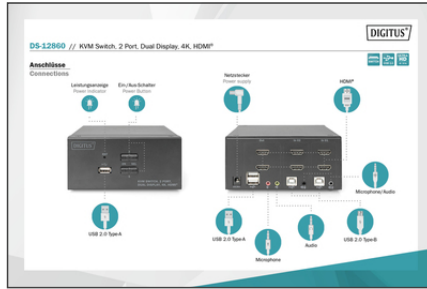 DIGITUS®
DS-12860 // KVM Switch, 2 Port, Dual Display, 4K, HDMI®
Anschlüsse
Connections
Leistungsanzeige
Power indicator
Ein-/Aus-Schalter
Power Button
Netzstecker
Power supply
HDMI®
DIGITUS
USB 2.0 Type-A
USB 2.0 Type-A
Microphone
Audio
USB 2.0 Type-B
Microphone/Audio